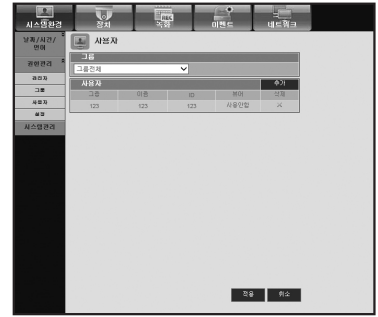 시스템환경 장치 녹화 이벤트 네트워크
REC
날짜/시간/
언어
권한관리
관리자
그룹
사용자
설정
시스템관리
사용자
그룹
그룹전체
사용자 추가
그룹 이름 ID 뷰어 삭제
123 123 123 사용안함 X
적용 취소